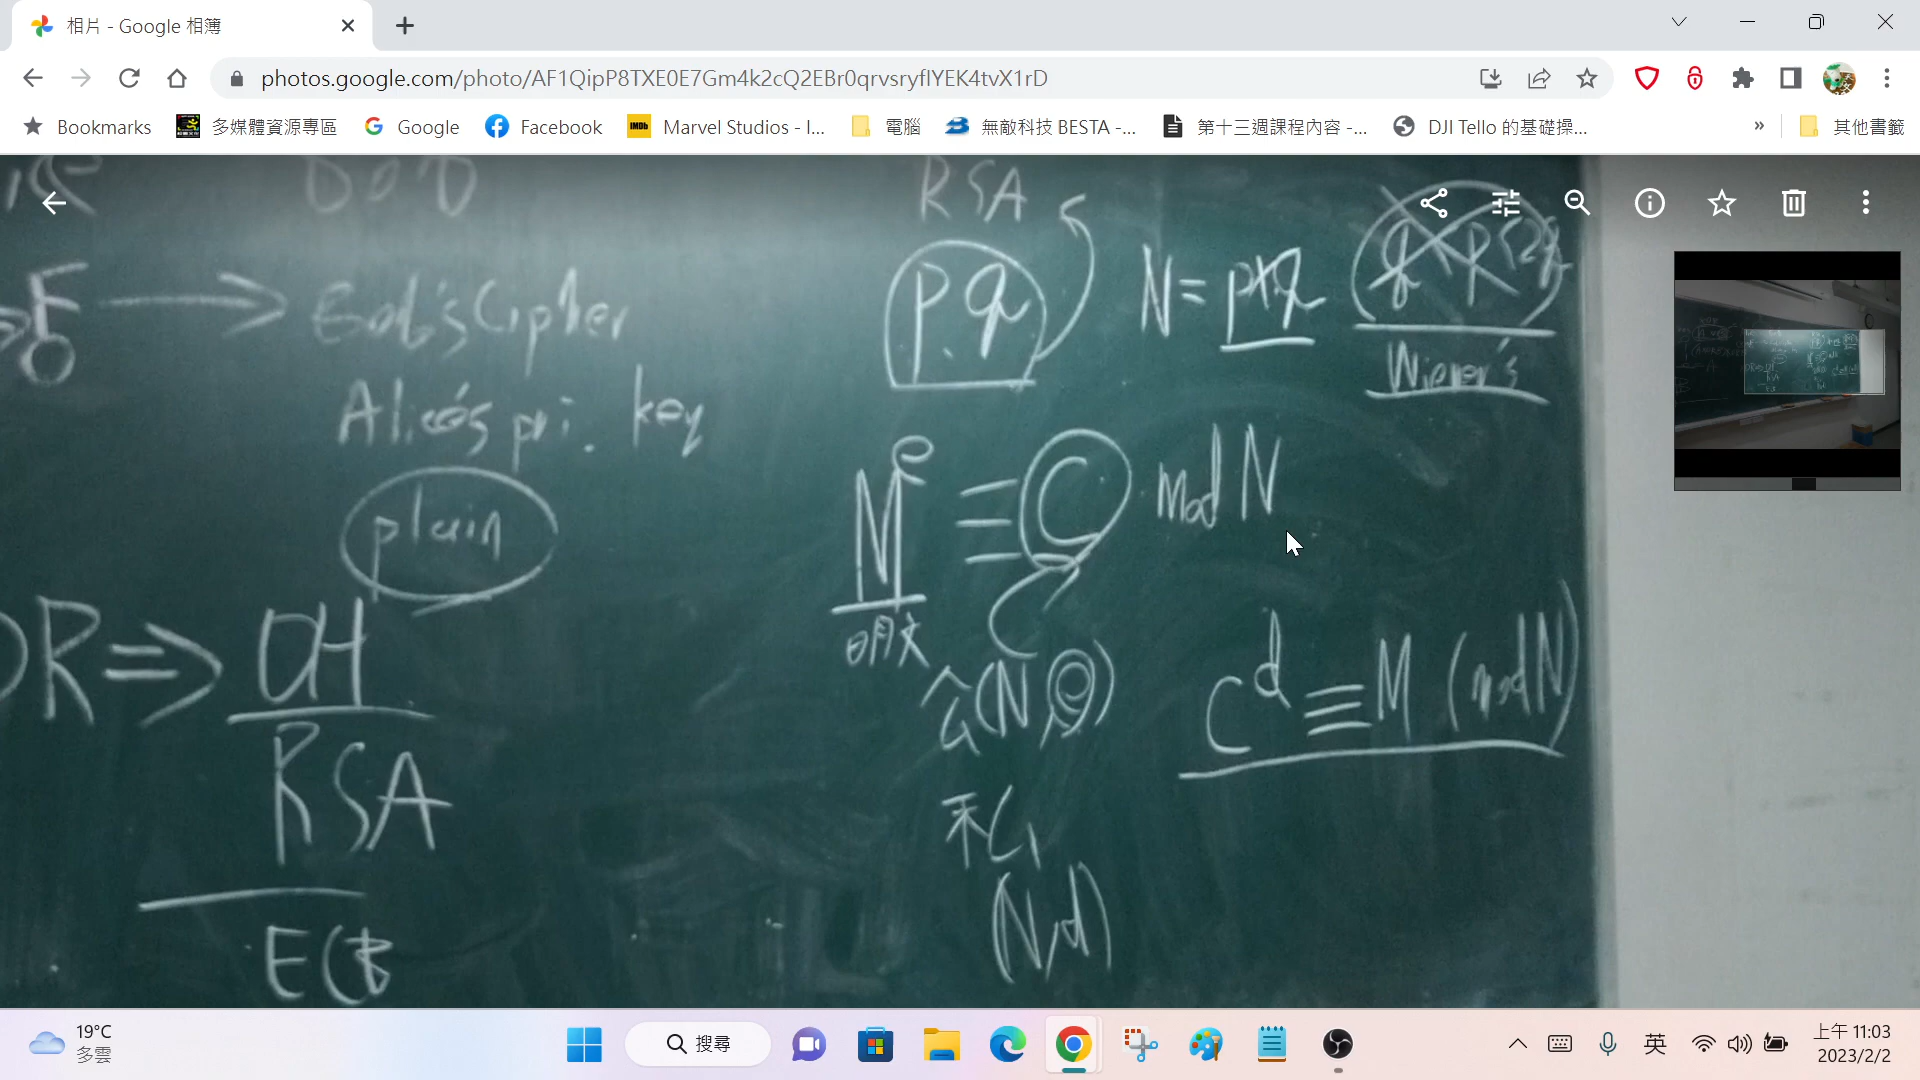 相片 - Google 相簿
photos.google.com/photo/AF1QipP8TXE0E7Gm4k2cQ2EBr0qrvsryflYEK4tvX1rD
Bookmarks
多媒體資源專區
Google
Facebook
IMDb
Marvel Studios - I...
電腦
無敵科技 BESTA -...
第十三週課程內容 -...
DJI Tello 的基礎操...
»
其他書籤
RSA
p. q
N = p*q
q<p<2q
Wiener's
Bob's Cipher
Alice's pri. key
plain
M^e ≡ C mod N
明文
公(N, e)
C^d ≡ M (mod N)
私
(N,d)
R ⇒
RSA
19°C
多雲
搜尋
英
上午 11:03
2023/2/2